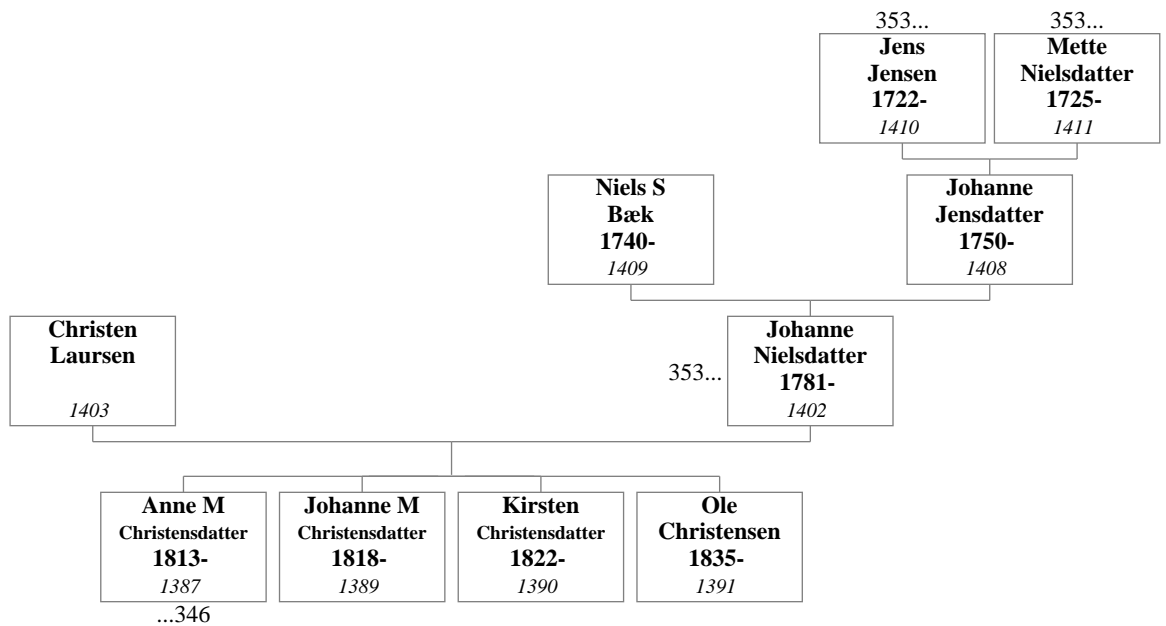 353...
353...
Jens
Jensen
1722-
1410
Mette
Nielsdatter
1725-
1411
Niels S
Bæk
1740-
1409
Johanne
Jensdatter
1750-
1408
Christen
Laursen
1403
353...
Johanne
Nielsdatter
1781-
1402
Anne M
Christensdatter
1813-
1387
...346
Johanne M
Christensdatter
1818-
1389
Kirsten
Christensdatter
1822-
1390
Ole
Christensen
1835-
1391